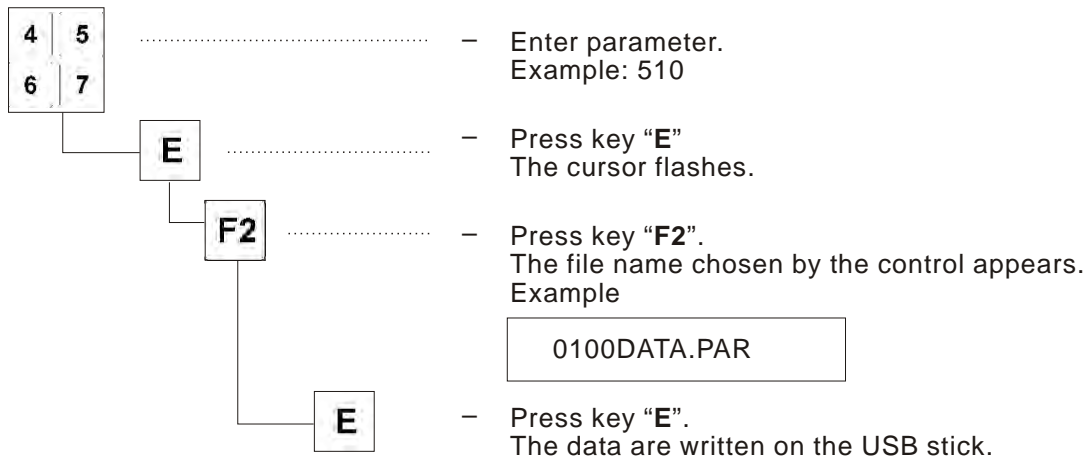 4 5
– Enter parameter.
Example: 510
6 7
E
– Press key “E”
The cursor flashes.
F2
– Press key “F2”.
The file name chosen by the control appears.
Example
0100DATA.PAR
E
– Press key “E”.
The data are written on the USB stick.